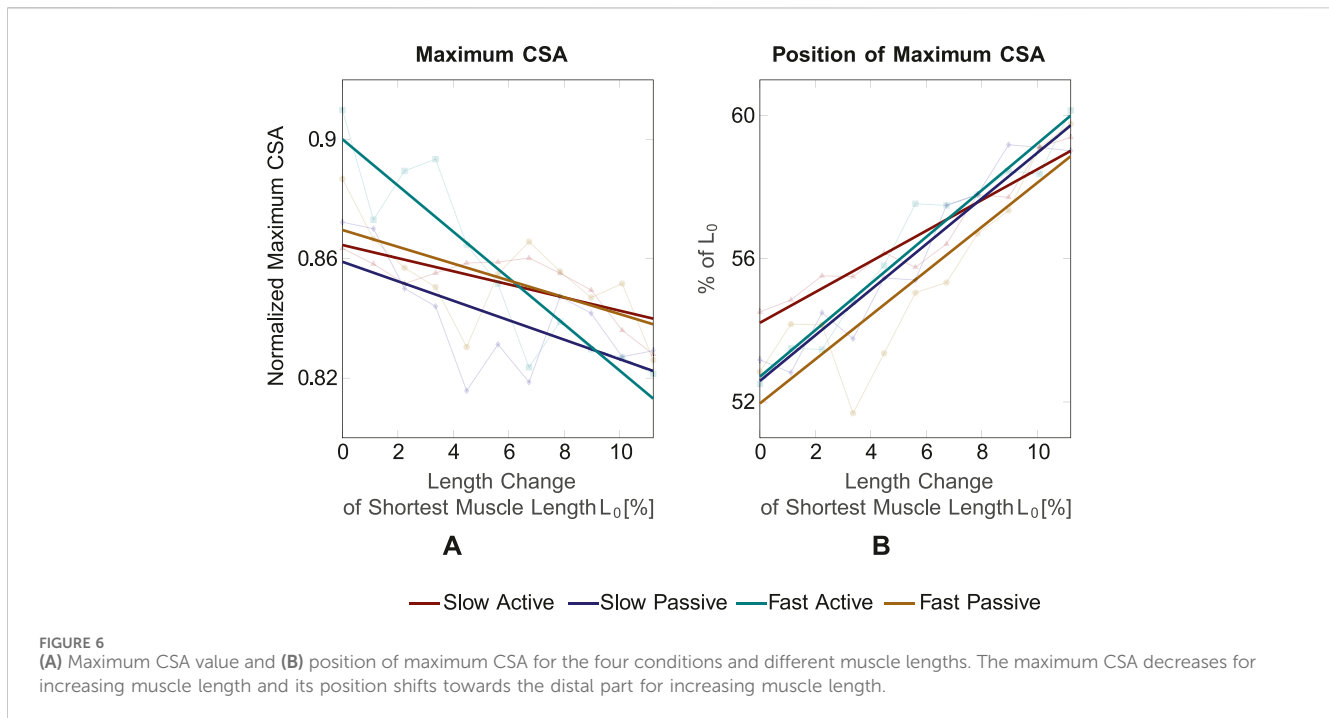 Maximum CSA
Position of Maximum CSA
Normalized Maximum CSA
0.9
0.86
0.82
0 2 4 6 8 10
Length Change
of Shortest Muscle Length L₀[%]
A
% of L₀
60
56
52
0 2 4 6 8 10
Length Change
of Shortest Muscle Length L₀[%]
B
Slow Active Slow Passive Fast Active Fast Passive
FIGURE 6
(A) Maximum CSA value and (B) position of maximum CSA for the four conditions and different muscle lengths. The maximum CSA decreases for
increasing muscle length and its position shifts towards the distal part for increasing muscle length.